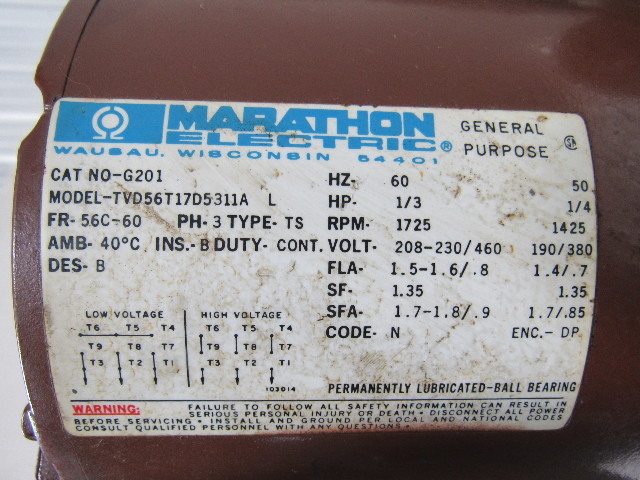 MARATHON
ELECTRIC®
WAUSAU, WISCONSIN 54401
GENERAL
PURPOSE
CAT NO-G201
MODEL-TVD56T17D5311A L
FR- 56C-60 PH-3 TYPE- TS
AMB- 40°C INS.-B DUTY- CONT.
DES- B
HZ- 60 50
HP- 1/3 1/4
RPM- 1725 1425
VOLT- 208-230/460 190/380
FLA- 1.5-1.6/.8 1.4/.7
SF- 1.35 1.35
SFA- 1.7-1.8/.9 1.7/.85
CODE- N ENC.- DP
LOW VOLTAGE
T6 T5 T4
T9 T8 T7
T3 T2 T1
HIGH VOLTAGE
T6 T5 T4
T9 T8 T7
T3 T2 T1
103014
PERMANENTLY LUBRICATED-BALL BEARING
WARNING: FAILURE TO FOLLOW ALL SAFETY INFORMATION CAN RESULT IN
SERIOUS PERSONAL INJURY OR DEATH • DISCONNECT ALL POWER
BEFORE SERVICING • INSTALL AND GROUND PER LOCAL AND NATIONAL CODES
CONSULT QUALIFIED PERSONNEL WITH ANY QUESTIONS.